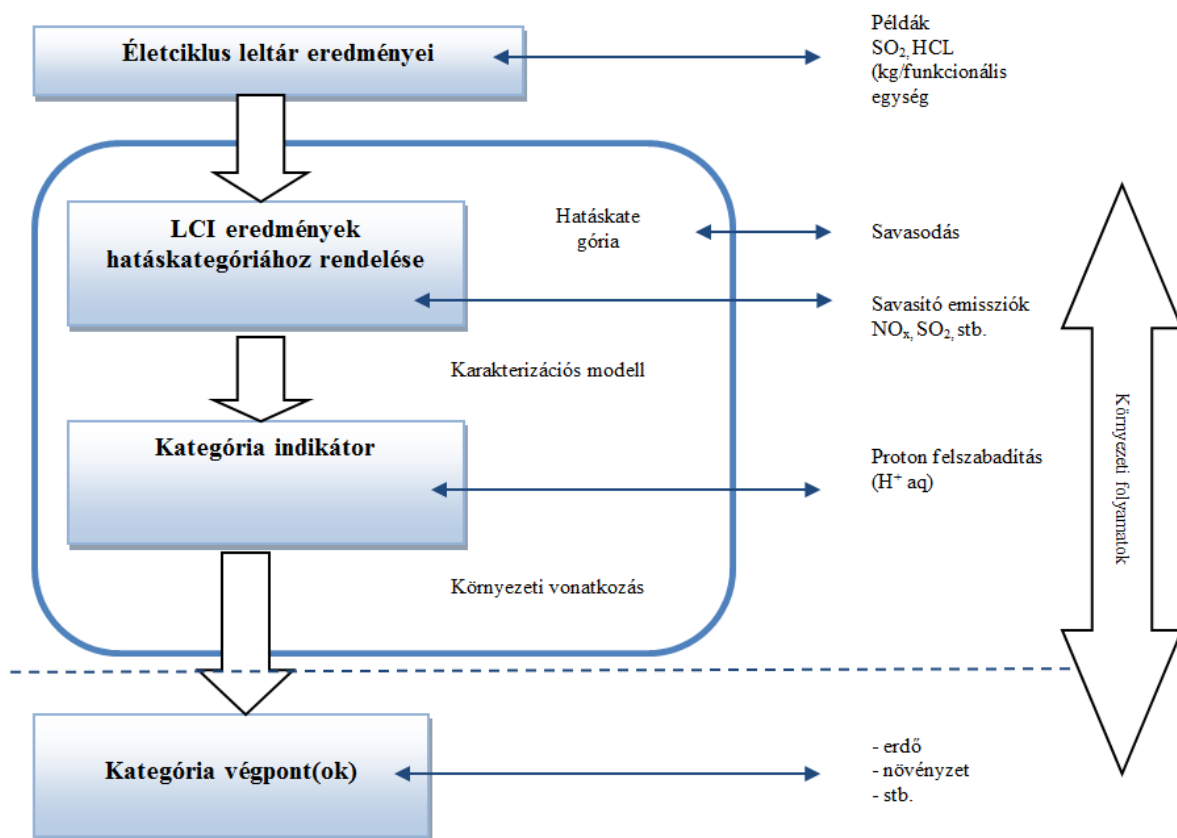 Életciklus leltár eredményei
Példák
SO₂, HCL
(kg/funkcionális
egység
LCI eredmények
hatáskategóriához rendelése
Hatáskate
gória
Savasodás
Savasító emissziók
NOₓ, SO₂, stb.
Karakterizációs modell
Kategória indikátor
Proton felszabadítás
(H⁺ aq)
Környezeti vonatkozás
Környezeti folyamatok
Kategória végpont(ok)
- erdő
- növényzet
- stb.